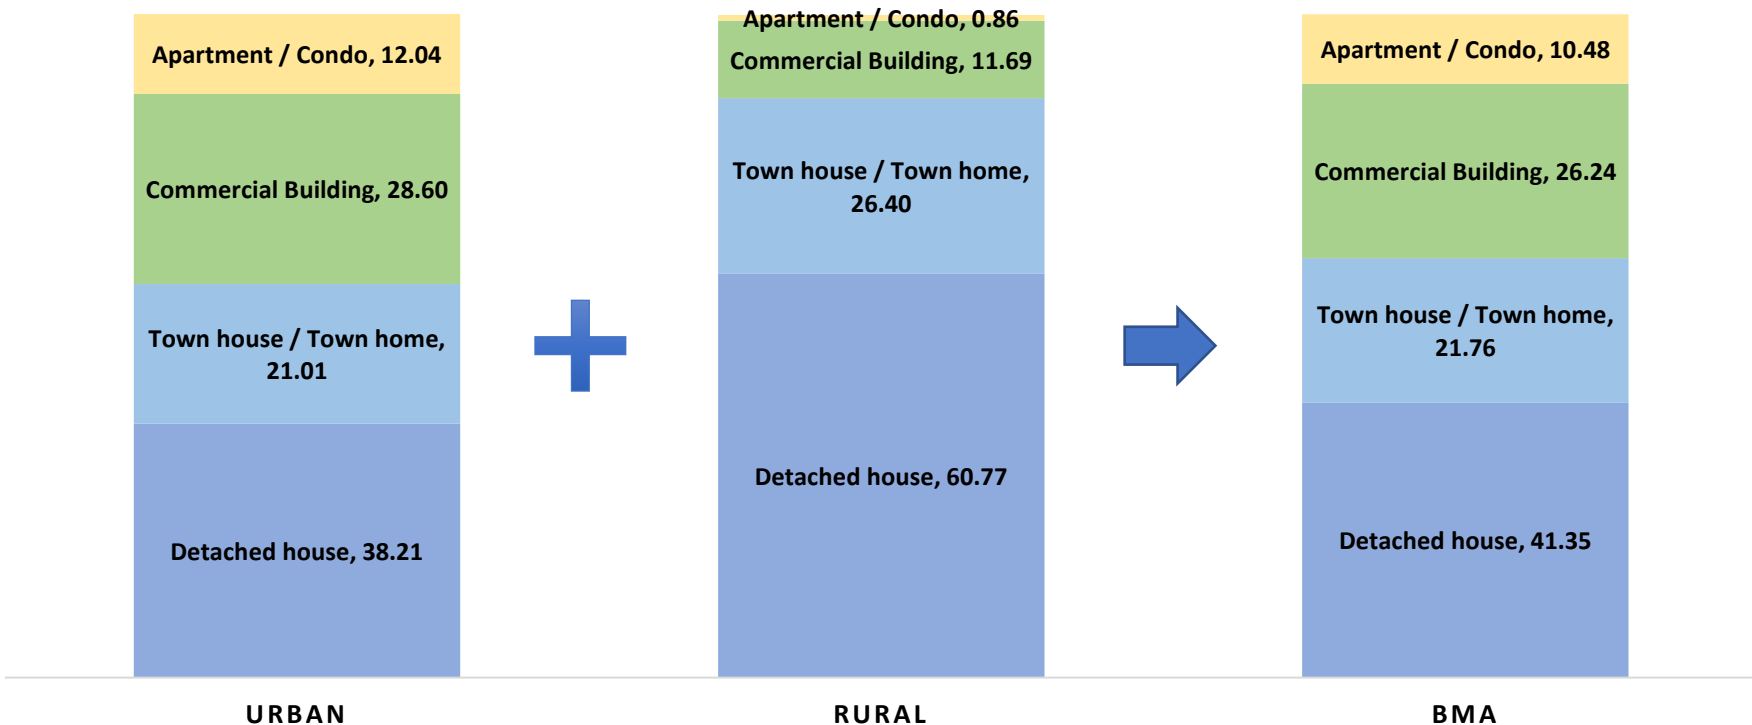 Apartment / Condo, 12.04
Commercial Building, 28.60
Town house / Town home,
21.01
Detached house, 38.21
URBAN
Apartment / Condo, 0.86
Commercial Building, 11.69
Town house / Town home,
26.40
Detached house, 60.77
RURAL
Apartment / Condo, 10.48
Commercial Building, 26.24
Town house / Town home,
21.76
Detached house, 41.35
BMA